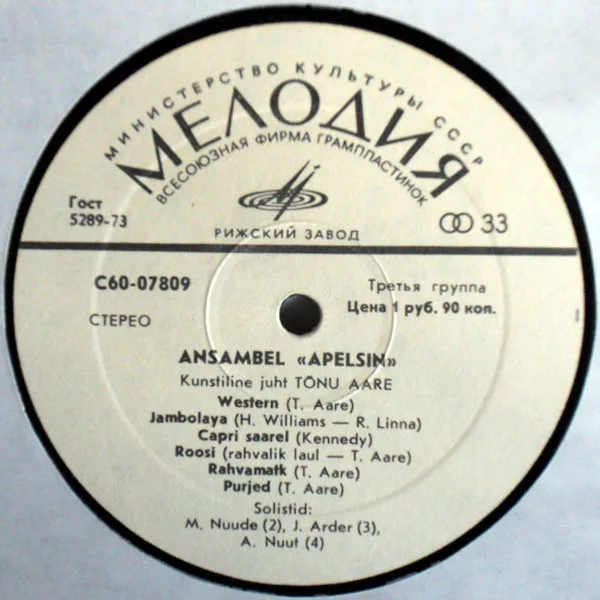 МИНИСТЕРСТВО КУЛЬТУРЫ СССР
МЕЛОДИЯ
ВСЕСОЮЗНАЯ ФИРМА ГРАМПЛАСТИНОК
Гост
5289-73
33
РИЖСКИЙ ЗАВОД
С60-07809
Третья группа
Цена 1 руб. 90 коп.
СТЕРЕО
ANSAMBEL «APELSIN»
Kunstiline juht TÕNU AARE
Western (T. Aare)
Jambolaya (H. Williams — R. Linna)
Capri saarel (Kennedy)
Roosi (rahvalik laul — T. Aare)
Rahvamatk (T. Aare)
Purjed (T. Aare)
Solistid:
M. Nuude (2), J. Arder (3),
A. Nuut (4)